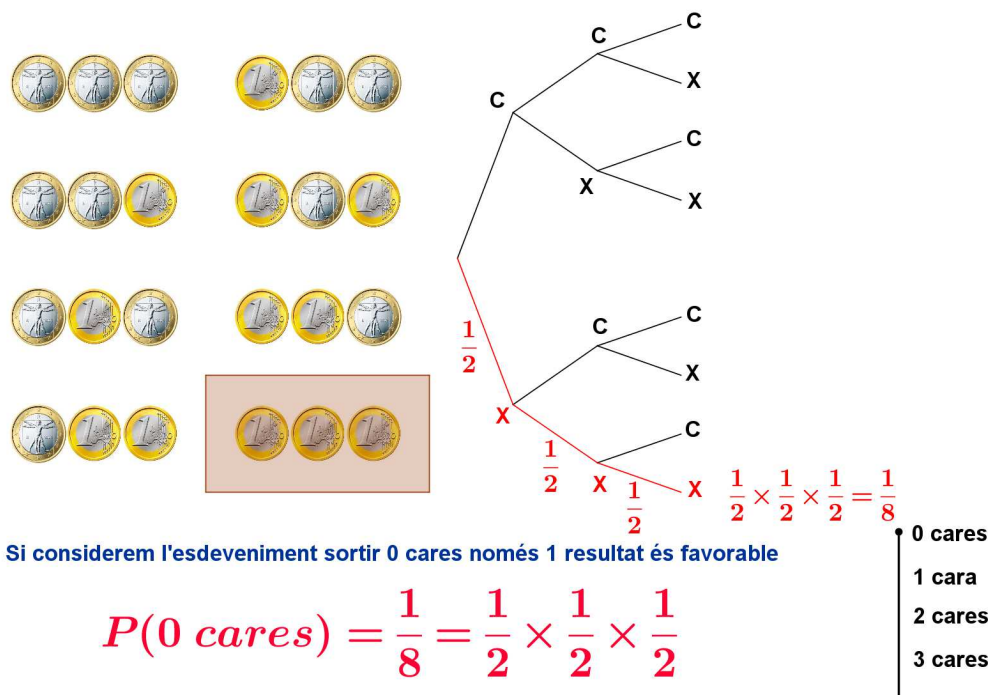 C
C
C
X
C
X
C
X
1/2
C
C
X
X
1/2
C
X
1/2
X
1/2 × 1/2 × 1/2 = 1/8
Si considerem l'esdeveniment sortir 0 cares només 1 resultat és favorable
P(0 cares) = 1/8 = 1/2 × 1/2 × 1/2
0 cares
1 cara
2 cares
3 cares